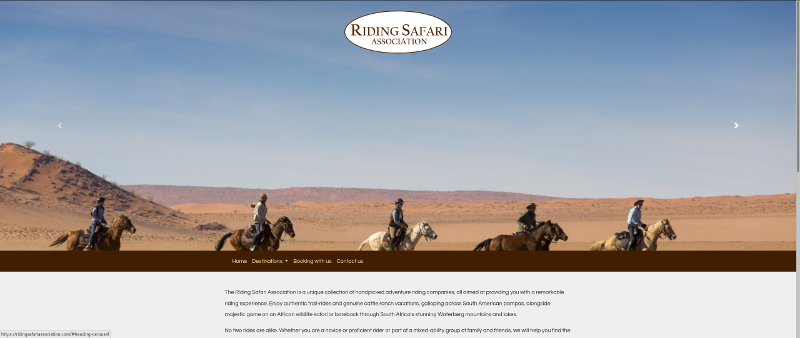 RIDING SAFARI
ASSOCIATION
Home Destinations Booking with us Contact us
The Riding Safari Association is a unique collection of handpicked adventure riding companies, all aimed at providing you with a remarkable
riding experience. Enjoy authentic trail-rides and genuine cattle ranch vacations, galloping across South American pampas, alongside
majestic game on an African wildlife safari or bareback through South Africa's stunning Waterberg mountains and lakes.
No two rides are alike. Whether you are a novice or proficient rider or part of a mixed-ability group of family and friends, we will help you find the
https://ridingsafariassociation.com/#heading-carousel